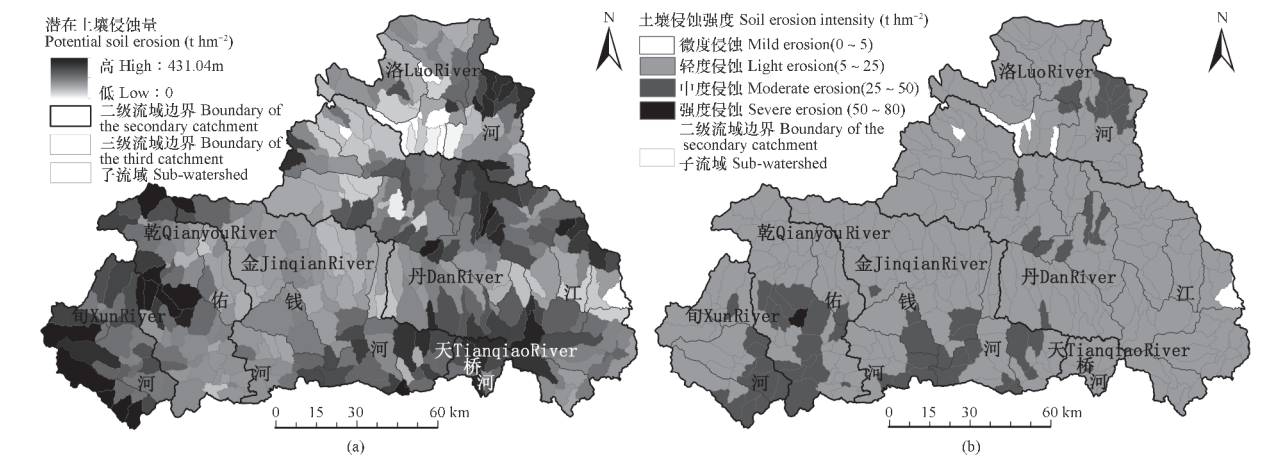 潜在土壤侵蚀量
Potential soil erosion (t hm⁻²)
高 High：431.04m
低 Low：0
二级流域边界 Boundary of
the secondary catchment
三级流域边界 Boundary of
the third catchment
子流域 Sub-watershed
N
洛LuoRiver
河
乾QianyouRiver
佑
河
金JinqianRiver
钱
河
丹DanRiver
江
旬XunRiver
河
天TianqiaoRiver
桥
河
0 15 30 60 km
(a)
土壤侵蚀强度 Soil erosion intensity (t hm⁻²)
微度侵蚀 Mild erosion(0 ~ 5)
轻度侵蚀 Light erosion(5 ~ 25)
中度侵蚀 Moderate erosion(25 ~ 50)
强度侵蚀 Severe erosion (50 ~ 80)
二级流域边界 Boundary of the
secondary catchment
子流域 Sub-watershed
N
洛LuoRiver
河
乾QianyouRiver
佑
河
金JinqianRiver
钱
河
丹DanRiver
江
旬XunRiver
河
天TianqiaoRiver
桥
河
0 15 30 60 km
(b)